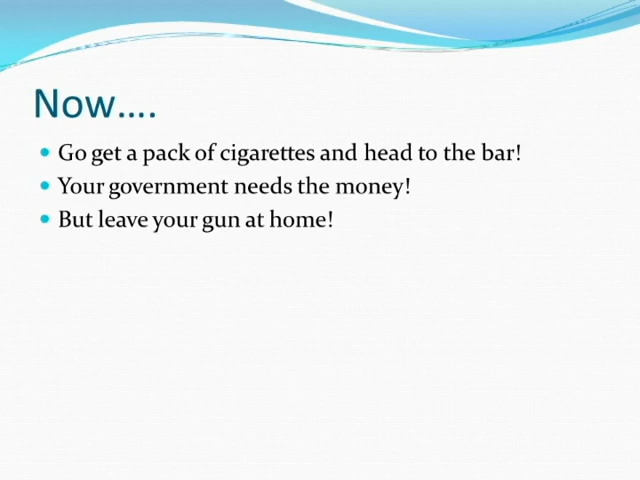 Now....
• Go get a pack of cigarettes and head to the bar!
• Your government needs the money!
• But leave your gun at home!